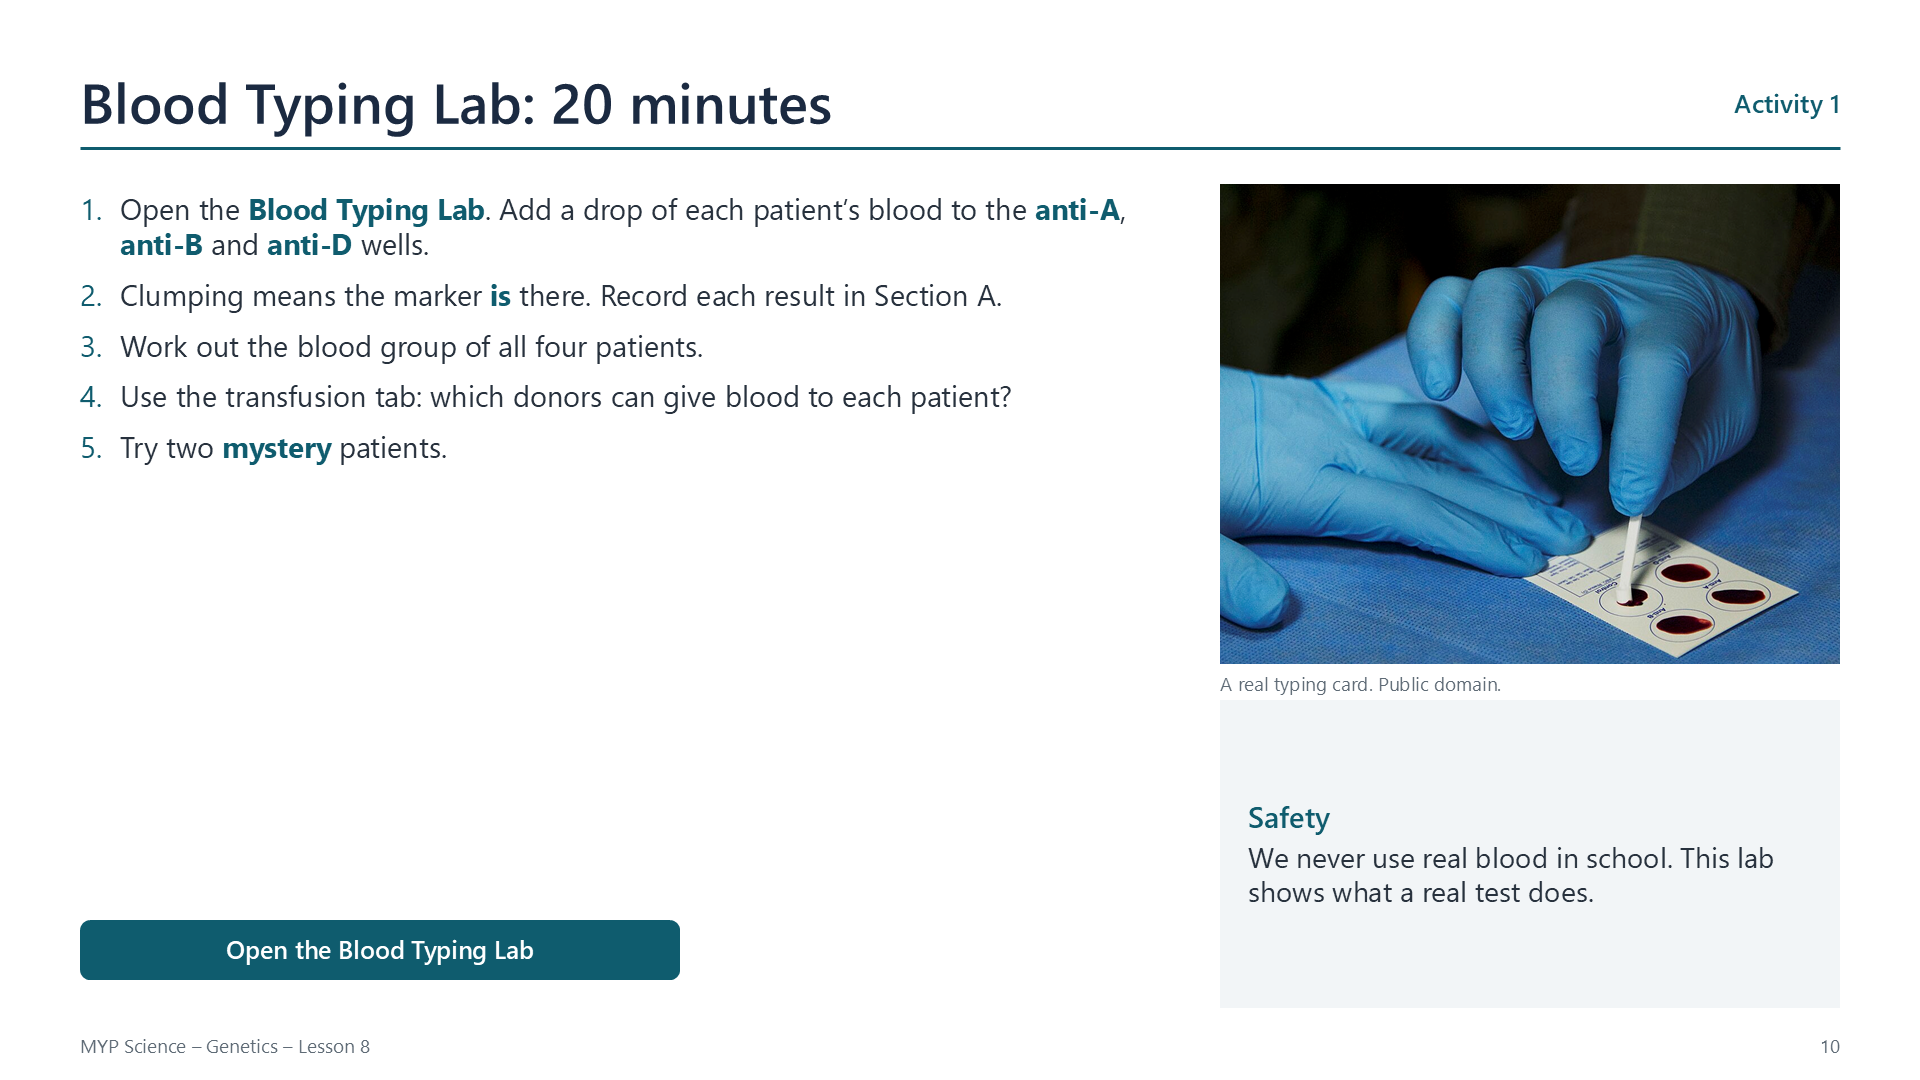 Blood Typing Lab: 20 minutes
Activity 1
1. Open the Blood Typing Lab. Add a drop of each patient’s blood to the anti-A,
anti-B and anti-D wells.
2. Clumping means the marker is there. Record each result in Section A.
3. Work out the blood group of all four patients.
4. Use the transfusion tab: which donors can give blood to each patient?
5. Try two mystery patients.
Open the Blood Typing Lab
Control
Anti-D
Anti-A
Anti-B
A real typing card. Public domain.
Safety
We never use real blood in school. This lab
shows what a real test does.
MYP Science – Genetics – Lesson 8
10